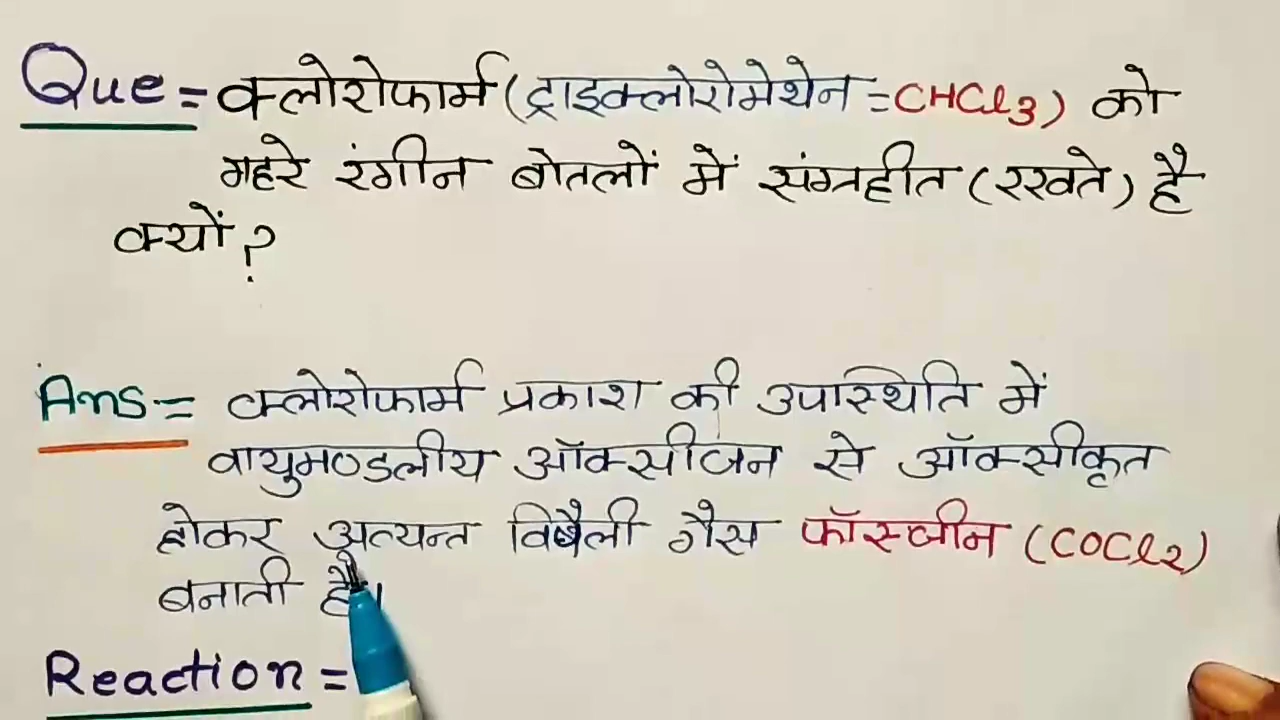 Que = क्लोरोफार्म (ट्राइक्लोरोमेथेन = CHCl3) को
गहरे रंगीन बोतलों में संग्रहीत (रखते) है
क्यों?
Ans = क्लोरोफार्म प्रकाश की उपस्थिति में
वायुमण्डलीय ऑक्सीजन से ऑक्सीकृत
होकर अत्यन्त विषैली गैस फॉस्जीन (COCl2)
बनाती है।
Reaction =